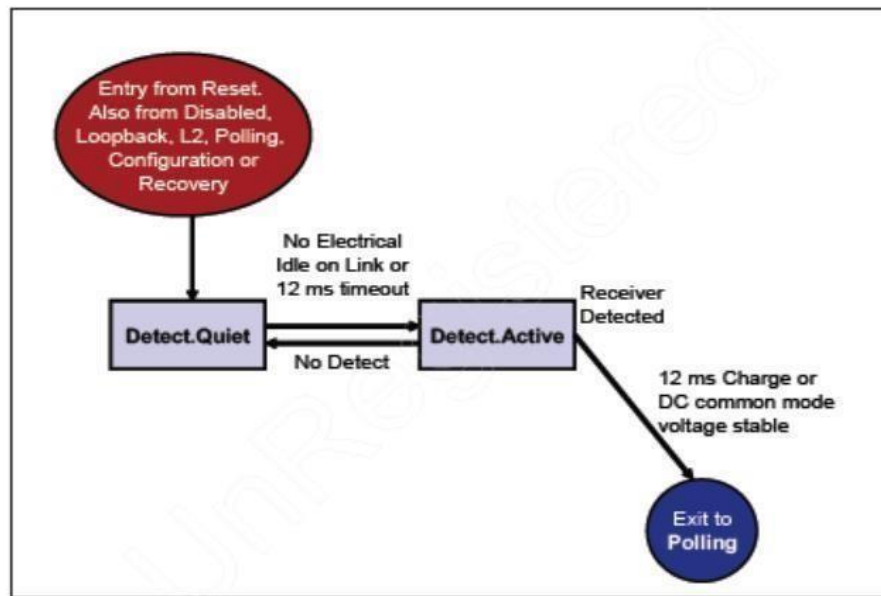 Entry from Reset.
Also from Disabled,
Loopback, L2, Polling,
Configuration or
Recovery
No Electrical
Idle on Link or
12 ms timeout
Detect.Quiet
Detect.Active
No Detect
Receiver
Detected
12 ms Charge or
DC common mode
voltage stable
Exit to
Polling
UnRegistered